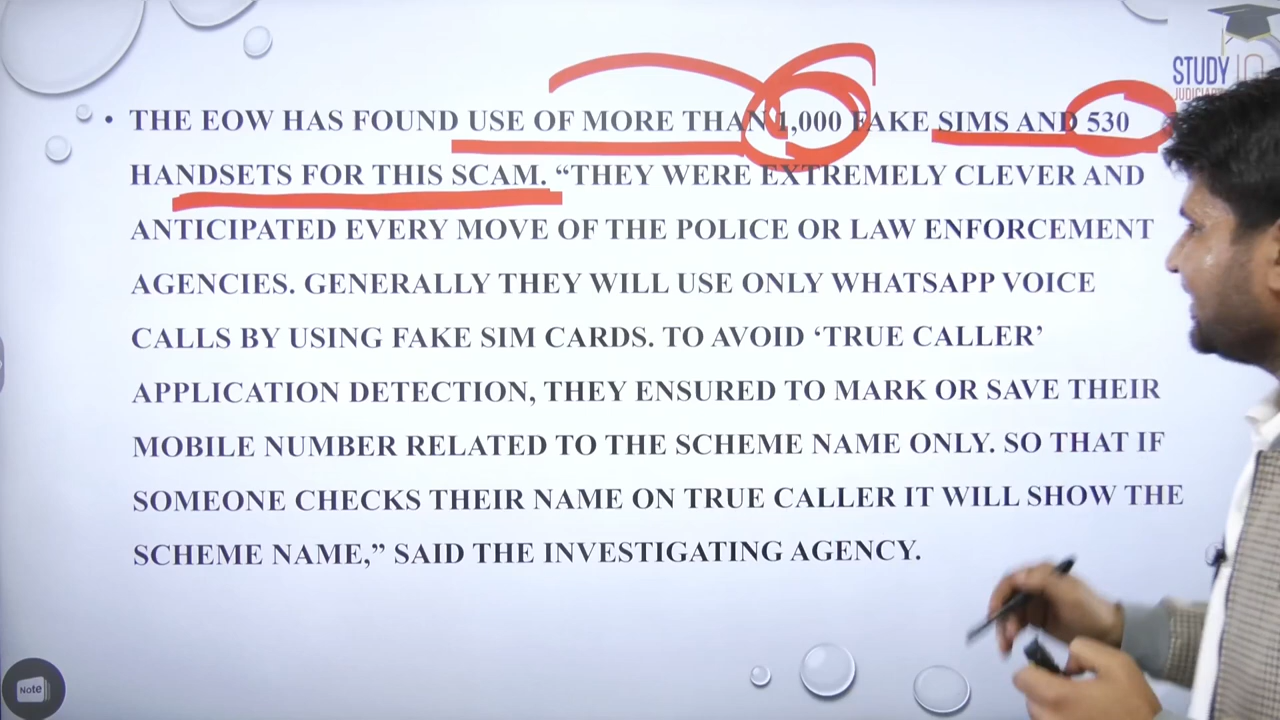 STUDY IQ
JUDICIARY
• THE EOW HAS FOUND USE OF MORE THAN 1,000 FAKE SIMS AND 530
HANDSETS FOR THIS SCAM. “THEY WERE EXTREMELY CLEVER AND
ANTICIPATED EVERY MOVE OF THE POLICE OR LAW ENFORCEMENT
AGENCIES. GENERALLY THEY WILL USE ONLY WHATSAPP VOICE
CALLS BY USING FAKE SIM CARDS. TO AVOID ‘TRUE CALLER’
APPLICATION DETECTION, THEY ENSURED TO MARK OR SAVE THEIR
MOBILE NUMBER RELATED TO THE SCHEME NAME ONLY. SO THAT IF
SOMEONE CHECKS THEIR NAME ON TRUE CALLER IT WILL SHOW THE
SCHEME NAME,” SAID THE INVESTIGATING AGENCY.
Note